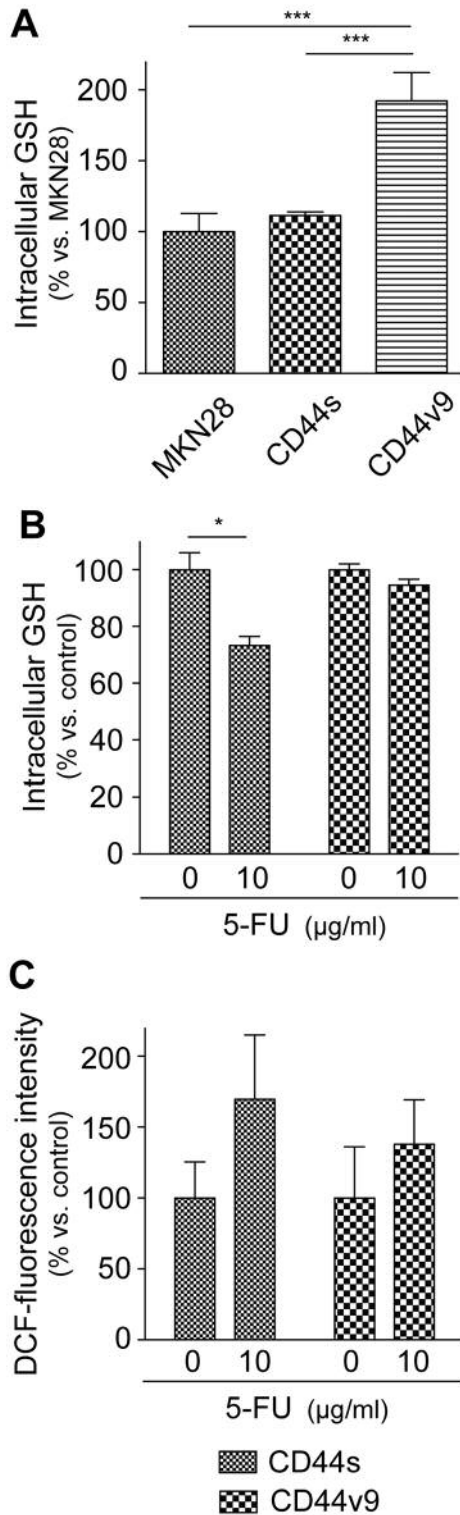 A
***
***
Intracellular GSH
(% vs. MKN28)
200
150
100
50
0
MKN28
CD44s
CD44v9
B
*
Intracellular GSH
(% vs. control)
100
80
60
40
20
0
0 10 0 10
5-FU (µg/ml)
C
DCF-fluorescence intensity
(% vs. control)
200
150
100
50
0
0 10 0 10
5-FU (µg/ml)
CD44s
CD44v9